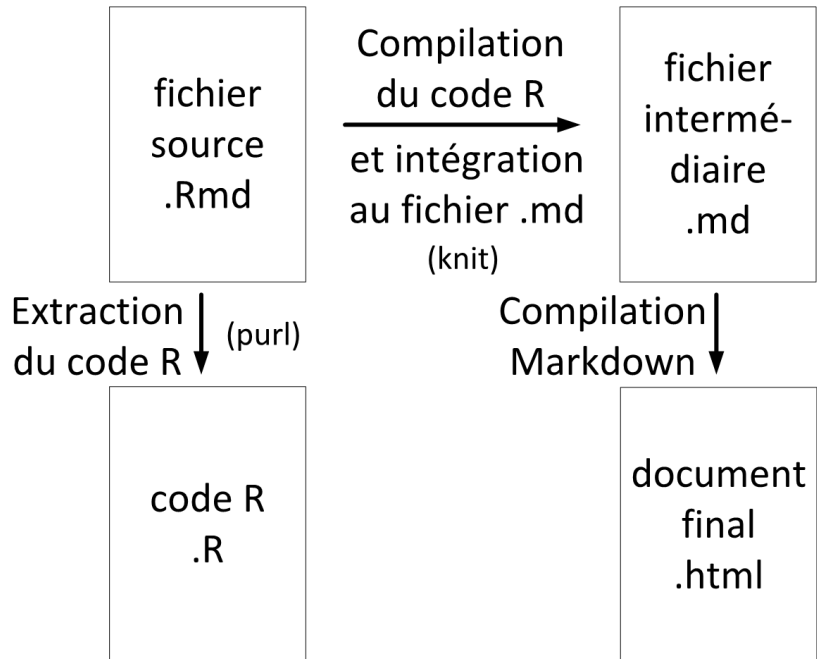 fichier
source
.Rmd
Compilation
du code R
et intégration
au fichier .md
(knit)
fichier
intermé-
diaire
.md
Extraction
du code R
(purl)
Compilation
Markdown
code R
.R
document
final
.html